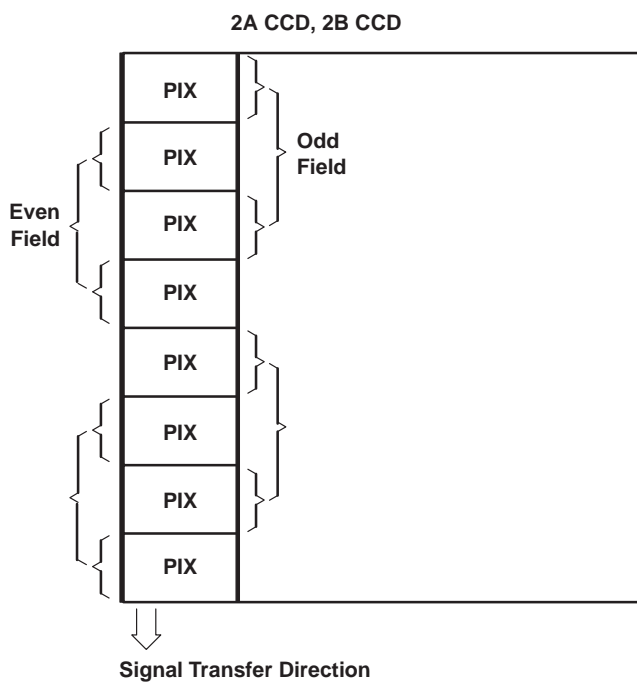 2A CCD, 2B CCD
PIX
PIX
Odd
Field
Even
Field
PIX
PIX
PIX
PIX
PIX
PIX
Signal Transfer Direction